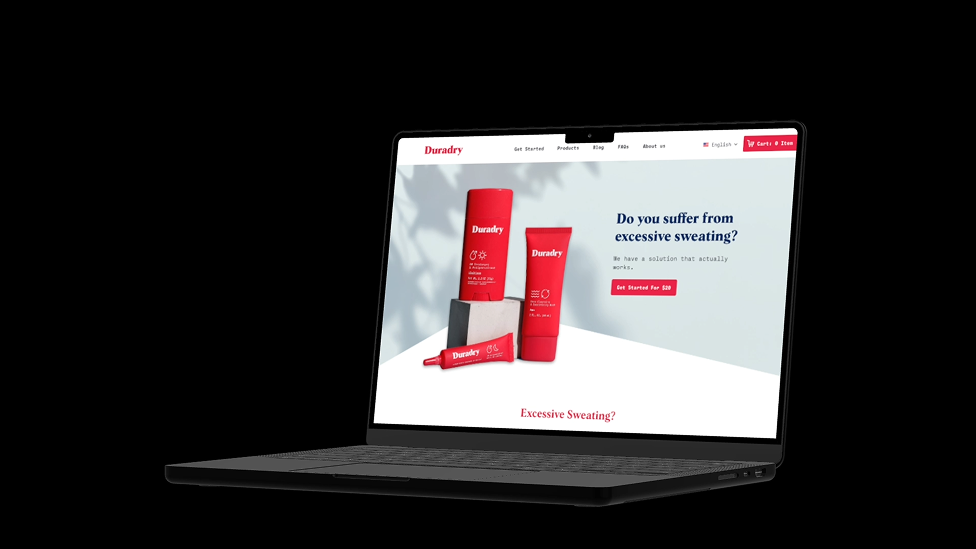 Duradry
Get Started
Products
Blog
FAQs
About us
English
Cart: 0 Item
Duradry
Duradry
Duradry
Do you suffer from
excessive sweating?
We have a solution that actually
works.
Get Started For $20
Excessive Sweating?